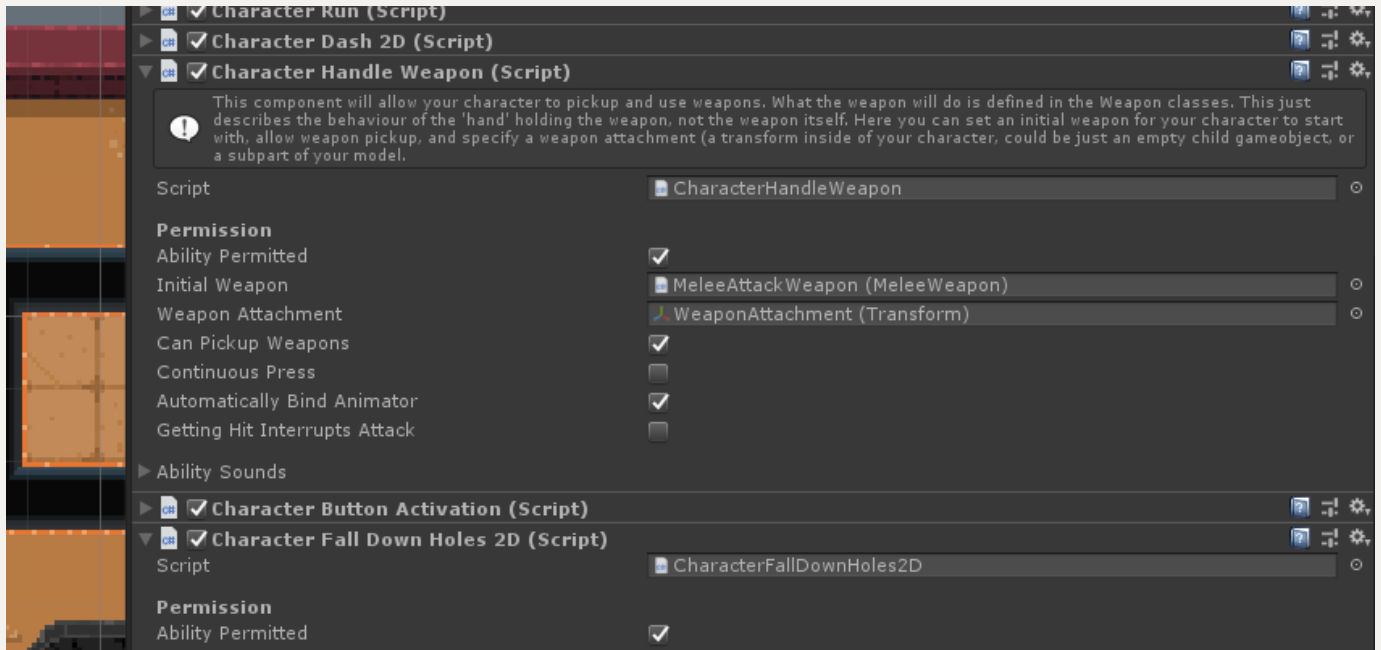 Character Run (Script)
Character Dash 2D (Script)
Character Handle Weapon (Script)
This component will allow your character to pickup and use weapons. What the weapon will do is defined in the Weapon classes. This just
describes the behaviour of the 'hand' holding the weapon, not the weapon itself. Here you can set an initial weapon for your character to start
with, allow weapon pickup, and specify a weapon attachment (a transform inside of your character, could be just an empty child gameobject, or
a subpart of your model.
Script CharacterHandleWeapon
Permission
Ability Permitted
Initial Weapon MeleeAttackWeapon (MeleeWeapon)
Weapon Attachment WeaponAttachment (Transform)
Can Pickup Weapons
Continuous Press
Automatically Bind Animator
Getting Hit Interrupts Attack
Ability Sounds
Character Button Activation (Script)
Character Fall Down Holes 2D (Script)
Script CharacterFallDownHoles2D
Permission
Ability Permitted